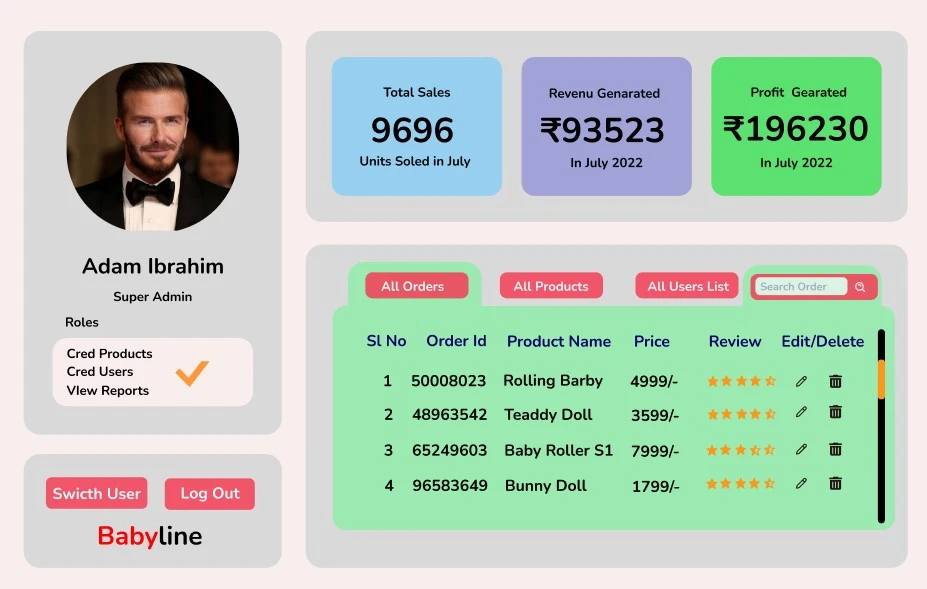 Adam Ibrahim
Super Admin
Roles
Cred Products
Cred Users
VIew Reports
Swicth User
Log Out
Babyline
Total Sales
9696
Units Soled in July
Revenu Genarated
₹93523
In July 2022
Profit  Gearated
₹196230
In July 2022
All Orders
All Products
All Users List
Search Order
Sl No Order Id Product Name Price Review Edit/Delete
1 50008023 Rolling Barby 4999/-
2 48963542 Teaddy Doll 3599/-
3 65249603 Baby Roller S1 7999/-
4 96583649 Bunny Doll 1799/-